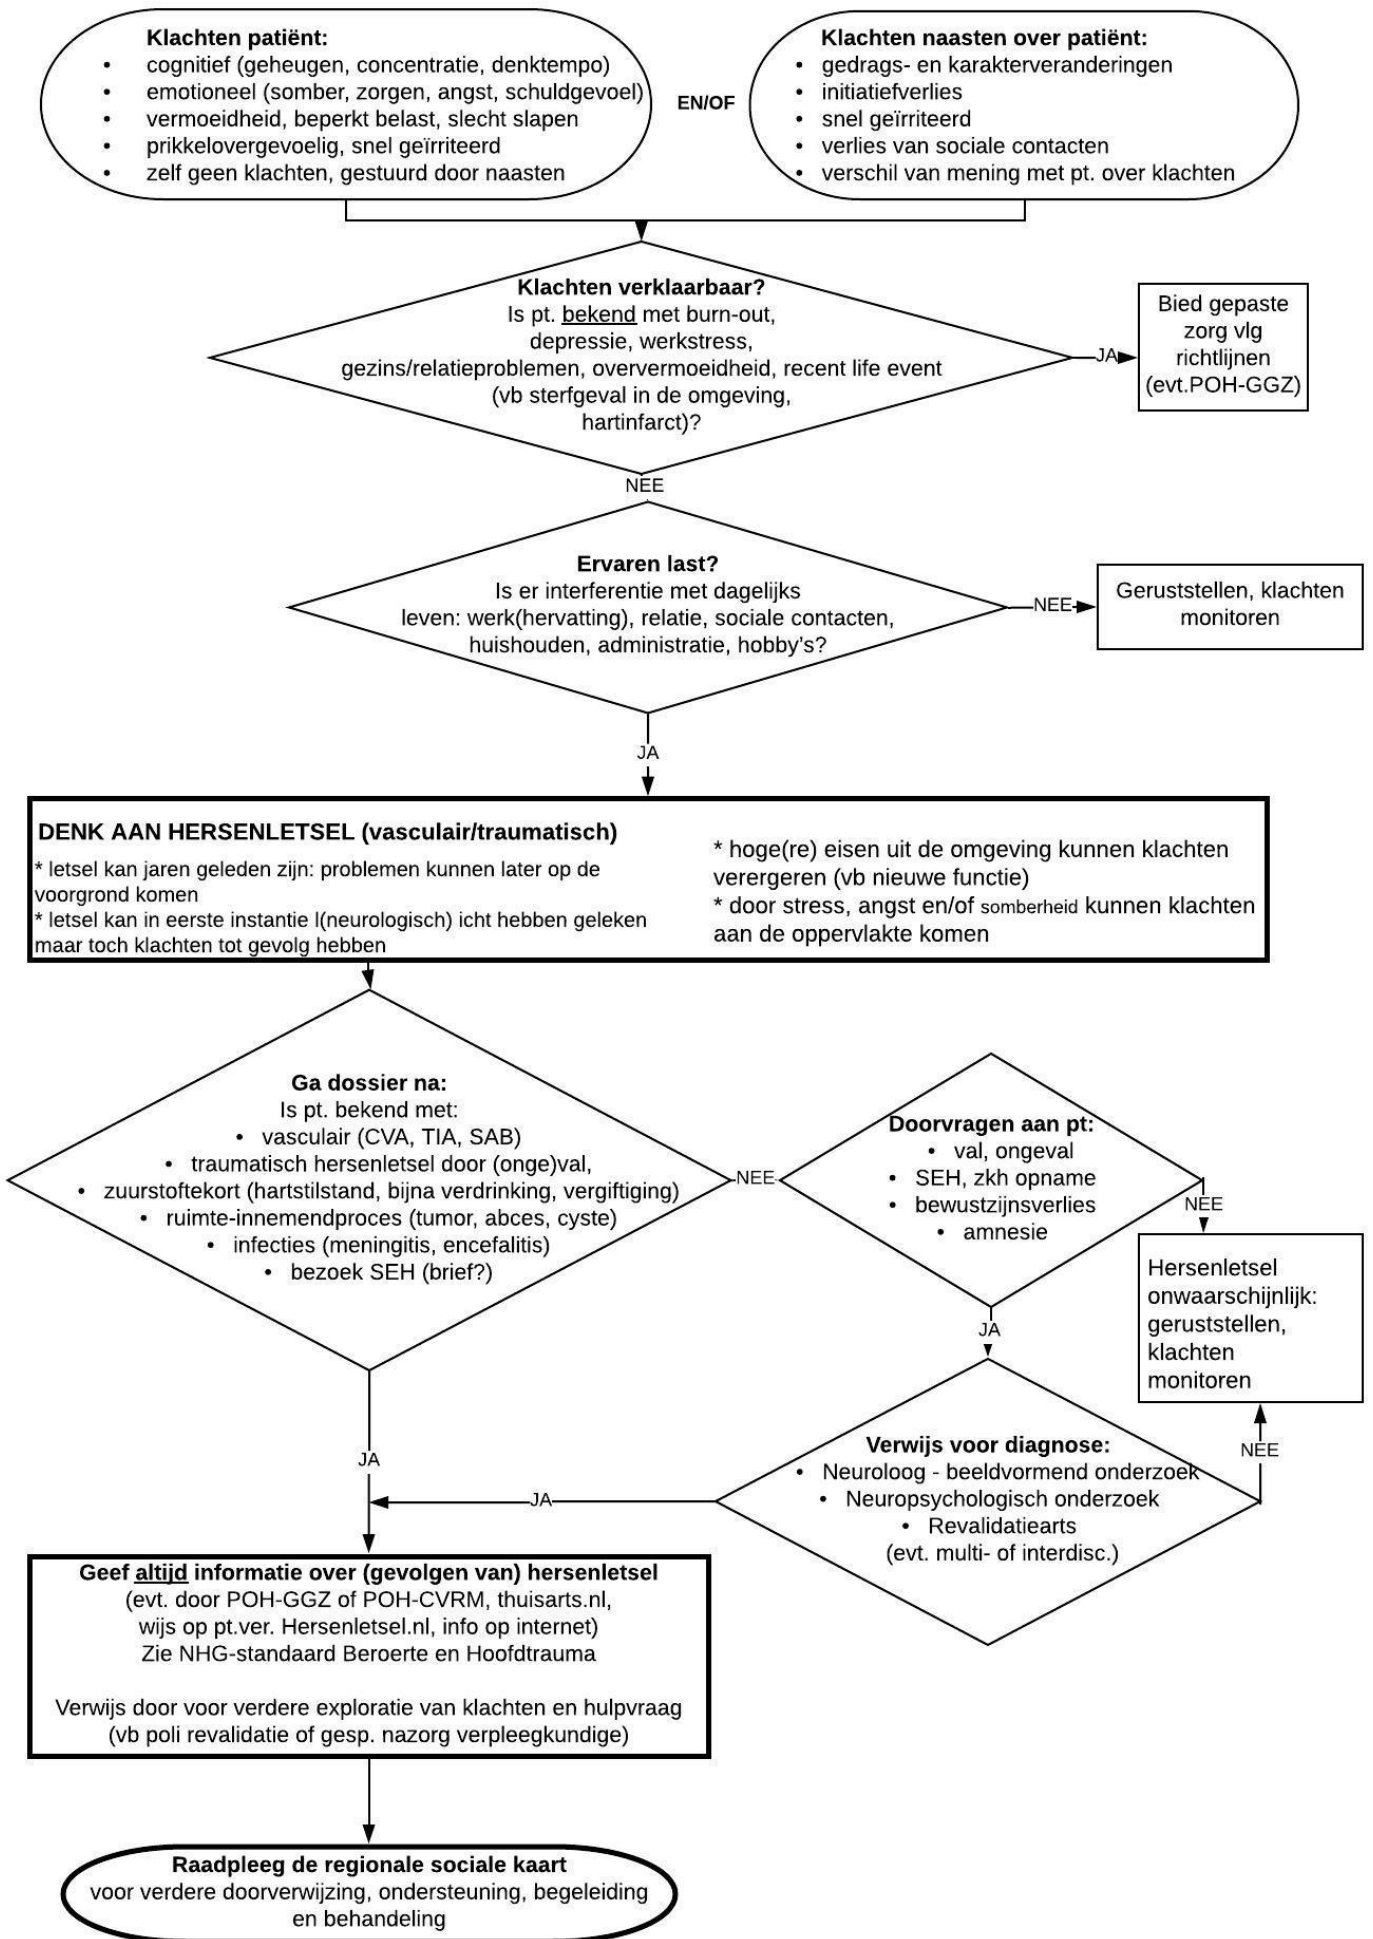 Klachten patiënt:
• cognitief (geheugen, concentratie, denktempo)
• emotioneel (somber, zorgen, angst, schuldgevoel)
• vermoeidheid, beperkt belast, slecht slapen
• prikkelovergevoelig, snel geïrriteerd
• zelf geen klachten, gestuurd door naasten
EN/OF
Klachten naasten over patiënt:
• gedrags- en karakterveranderingen
• initiatiefverlies
• snel geïrriteerd
• verlies van sociale contacten
• verschil van mening met pt. over klachten
Klachten verklaarbaar?
Is pt. bekend met burn-out,
depressie, werkstress,
gezins/relatieproblemen, oververmoeidheid, recent life event
(vb sterfgeval in de omgeving,
hartinfarct)?
JA
Bied gepaste
zorg vlg
richtlijnen
(evt.POH-GGZ)
NEE
Ervaren last?
Is er interferentie met dagelijks
leven: werk(hervatting), relatie, sociale contacten,
huishouden, administratie, hobby's?
NEE
Geruststellen, klachten
monitoren
JA
DENK AAN HERSENLETSEL (vasculair/traumatisch)
* letsel kan jaren geleden zijn: problemen kunnen later op de
voorgrond komen
* letsel kan in eerste instantie l(neurologisch) icht hebben geleken
maar toch klachten tot gevolg hebben
* hoge(re) eisen uit de omgeving kunnen klachten
verergeren (vb nieuwe functie)
* door stress, angst en/of somberheid kunnen klachten
aan de oppervlakte komen
Ga dossier na:
Is pt. bekend met:
• vasculair (CVA, TIA, SAB)
• traumatisch hersenletsel door (onge)val,
• zuurstoftekort (hartstilstand, bijna verdrinking, vergiftiging)
• ruimte-innemendproces (tumor, abces, cyste)
• infecties (meningitis, encefalitis)
• bezoek SEH (brief?)
NEE
Doorvragen aan pt:
• val, ongeval
• SEH, zkh opname
• bewustzijnsverlies
• amnesie
NEE
Hersenletsel
onwaarschijnlijk:
geruststellen,
klachten
monitoren
JA
Verwijs voor diagnose:
• Neuroloog - beeldvormend onderzoek
• Neuropsychologisch onderzoek
• Revalidatiearts
(evt. multi- of interdisc.)
NEE
JA
JA
Geef altijd informatie over (gevolgen van) hersenletsel
(evt. door POH-GGZ of POH-CVRM, thuisarts.nl,
wijs op pt.ver. Hersenletsel.nl, info op internet)
Zie NHG-standaard Beroerte en Hoofdtrauma
Verwijs door voor verdere exploratie van klachten en hulpvraag
(vb poli revalidatie of gesp. nazorg verpleegkundige)
Raadpleeg de regionale sociale kaart
voor verdere doorverwijzing, ondersteuning, begeleiding
en behandeling